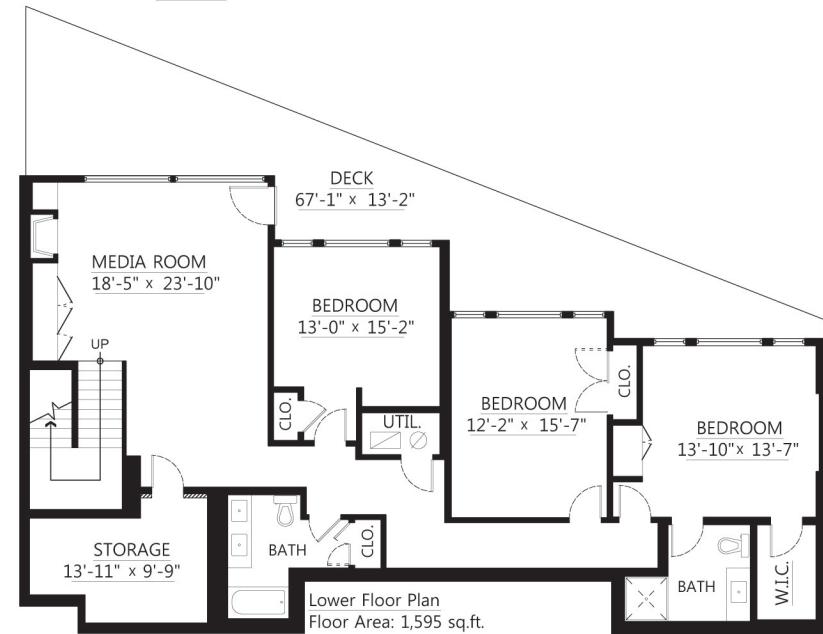 DECK
67'-1" x 13'-2"
MEDIA ROOM
18'-5" x 23'-10"
BEDROOM
13'-0" x 15'-2"
UP
CLO.
UTIL.
BEDROOM
12'-2" x 15'-7"
CLO.
BEDROOM
13'-10"x 13'-7"
STORAGE
13'-11" x 9'-9"
BATH
CLO.
BATH
W.I.C.
Lower Floor Plan
Floor Area: 1,595 sq.ft.